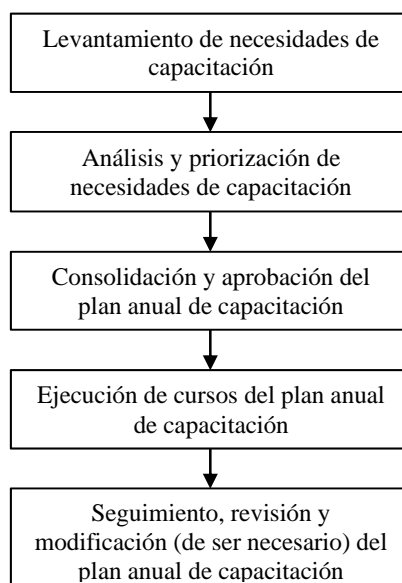 Levantamiento de necesidades de
capacitación
Análisis y priorización de
necesidades de capacitación
Consolidación y aprobación del
plan anual de capacitación
Ejecución de cursos del plan anual
de capacitación
Seguimiento, revisión y
modificación (de ser necesario) del
plan anual de capacitación